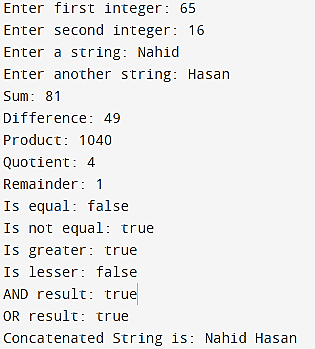 Enter first integer: 65
Enter second integer: 16
Enter a string: Nahid
Enter another string: Hasan
Sum: 81
Difference: 49
Product: 1040
Quotient: 4
Remainder: 1
Is equal: false
Is not equal: true
Is greater: true
Is lesser: false
AND result: true
OR result: true
Concatenated String is: Nahid Hasan